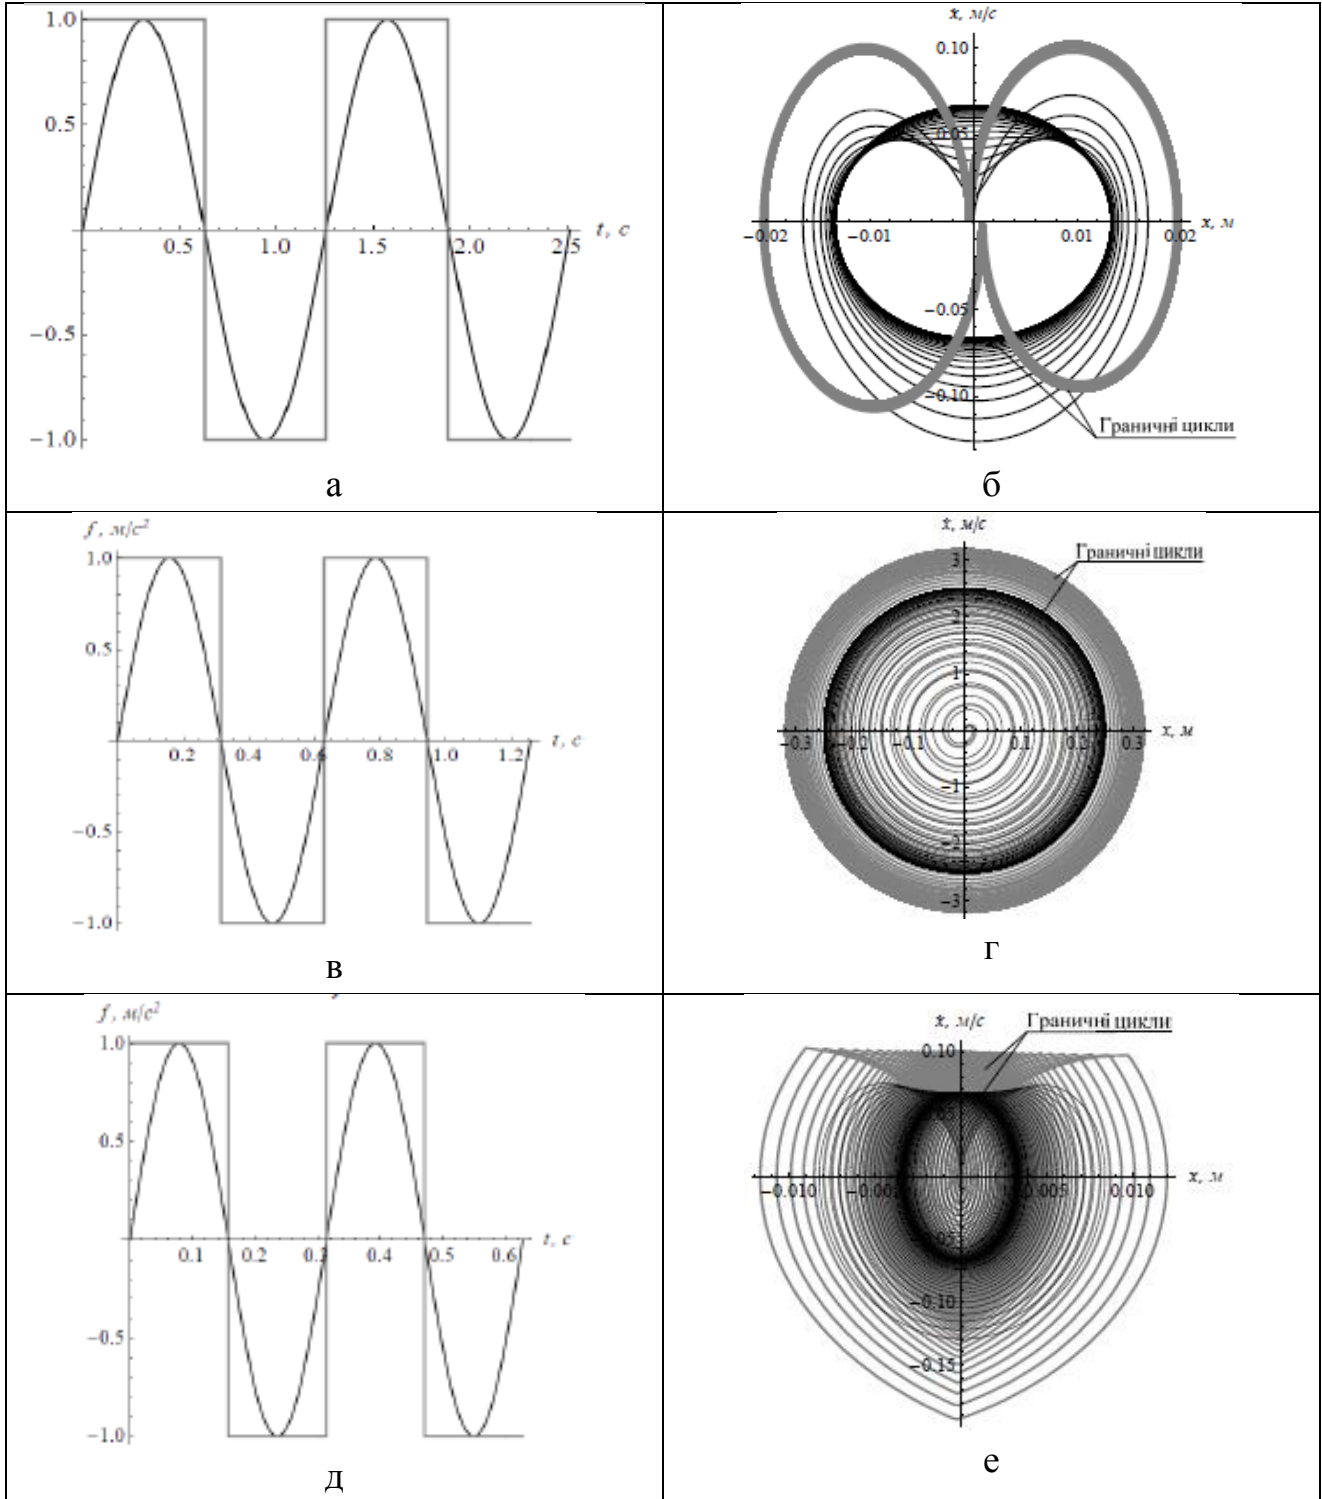 1.0
0.5
0.5 1.0 1.5 2.0 2.5 t, с
−0.5
−1.0
а
ẋ, м/с
0.10
0.05
−0.02 −0.01 0.01 0.02 x, м
−0.05
−0.10
Граничні цикли
б
f, м/с²
1.0
0.5
0.2 0.4 0.6 0.8 1.0 1.2 t, с
−0.5
−1.0
в
ẋ, м/с
Граничні цикли
3
2
1
−0.3 −0.2 −0.1 0.1 0.2 0.3 x, м
−1
−2
−3
г
f, м/с²
1.0
0.5
0.1 0.2 0.3 0.4 0.5 0.6 t, с
−0.5
−1.0
д
ẋ, м/с Граничні цикли
0.10
−0.010 −0.005 0.005 0.010 x, м
−0.10
−0.15
е